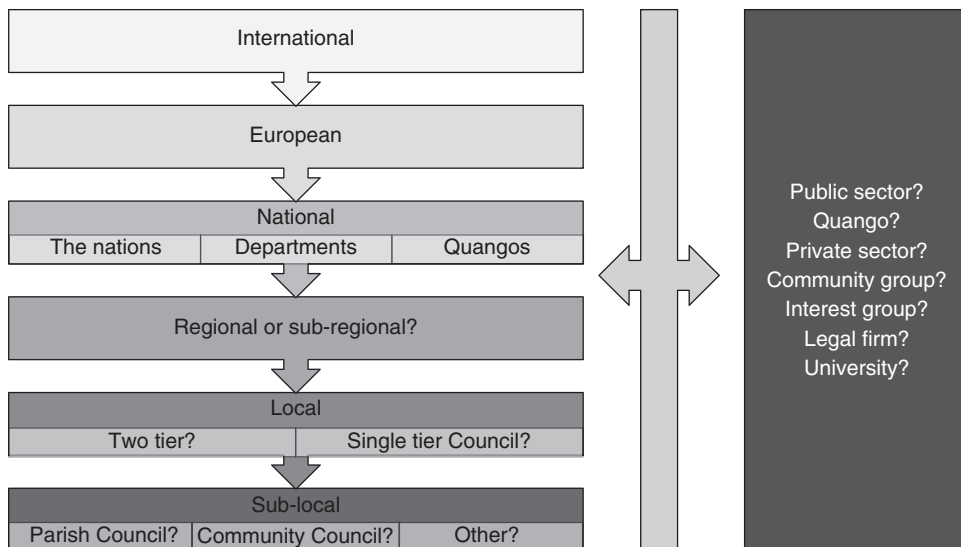 International
European
National
The nations
Departments
Quangos
Regional or sub-regional?
Local
Two tier?
Single tier Council?
Sub-local
Parish Council?
Community Council?
Other?
Public sector?
Quango?
Private sector?
Community group?
Interest group?
Legal firm?
University?